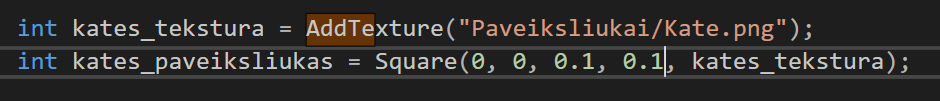 int kates_tekstura = AddTexture("Paveiksliukai/Kate.png");
int kates_paveiksliukas = Square(0, 0, 0.1, 0.1, kates_tekstura);